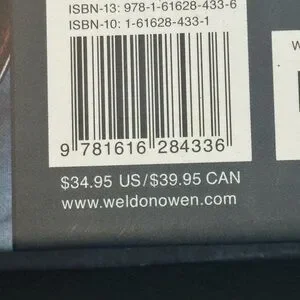 ISBN-13: 978-1-61628-433-6
ISBN-10: 1-61628-433-1
9 781616 284336
$34.95 US/$39.95 CAN
www.weldonowen.com
W